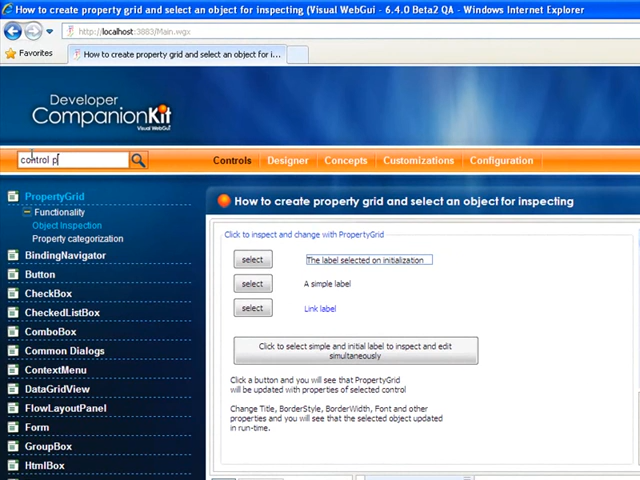 How to create property grid and select an object for inspecting (Visual WebGui - 6.4.0 Beta2 QA - Windows Internet Explorer
http://localhost:3883/Main.wgx
Favorites
How to create property grid and select an object for i...
Developer
CompanionKit
Visual WebGui
control p
Controls Designer Concepts Customizations Configuration
PropertyGrid
Functionality
Object Inspection
Property categorization
BindingNavigator
Button
CheckBox
CheckedListBox
ComboBox
Common Dialogs
ContextMenu
DataGridView
FlowLayoutPanel
Form
GroupBox
HtmlBox
How to create property grid and select an object for inspecting
Click to inspect and change with PropertyGrid
select The label selected on initialization
select A simple label
select Link label
Click to select simple and initial label to inspect and edit
simultaneously
Click a button and you will see that PropertyGrid
will be updated with properties of selected control
Change Title, BorderStyle, BorderWidth, Font and other
properties and you will see that the selected object updated
in run-time.